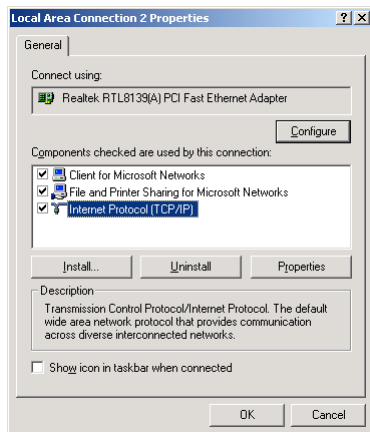 Local Area Connection 2 Properties
General
Connect using:
Realtek RTL8139(A) PCI Fast Ethernet Adapter
Configure
Components checked are used by this connection:
Client for Microsoft Networks
File and Printer Sharing for Microsoft Networks
Internet Protocol (TCP/IP)
Install... Uninstall Properties
Description
Transmission Control Protocol/Internet Protocol. The default
wide area network protocol that provides communication
across diverse interconnected networks.
Show icon in taskbar when connected
OK Cancel